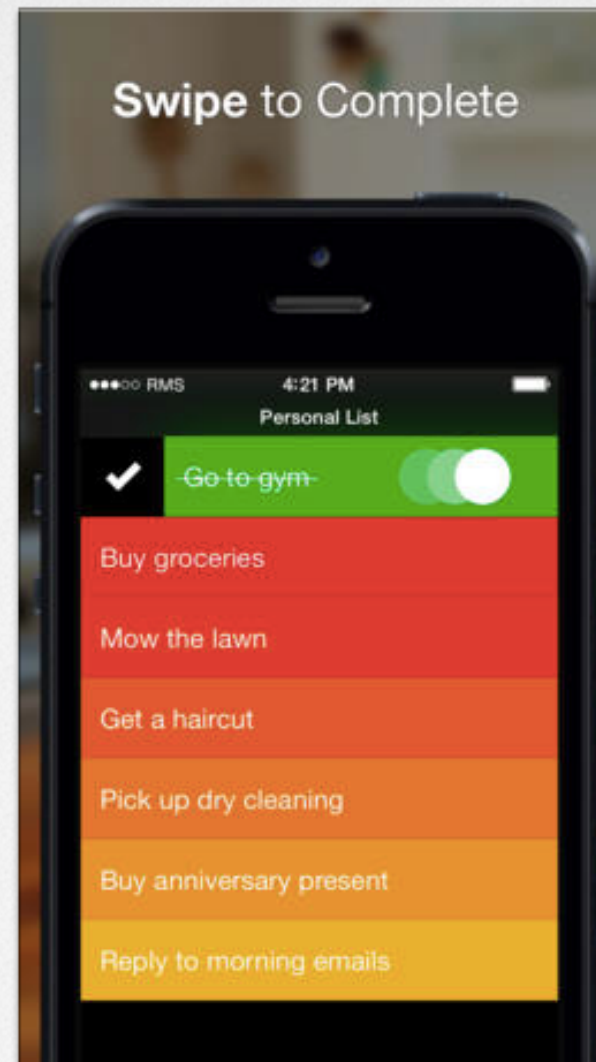 Swipe to Complete
RMS 4:21 PM
Personal List
Go to gym
Buy groceries
Mow the lawn
Get a haircut
Pick up dry cleaning
Buy anniversary present
Reply to morning emails